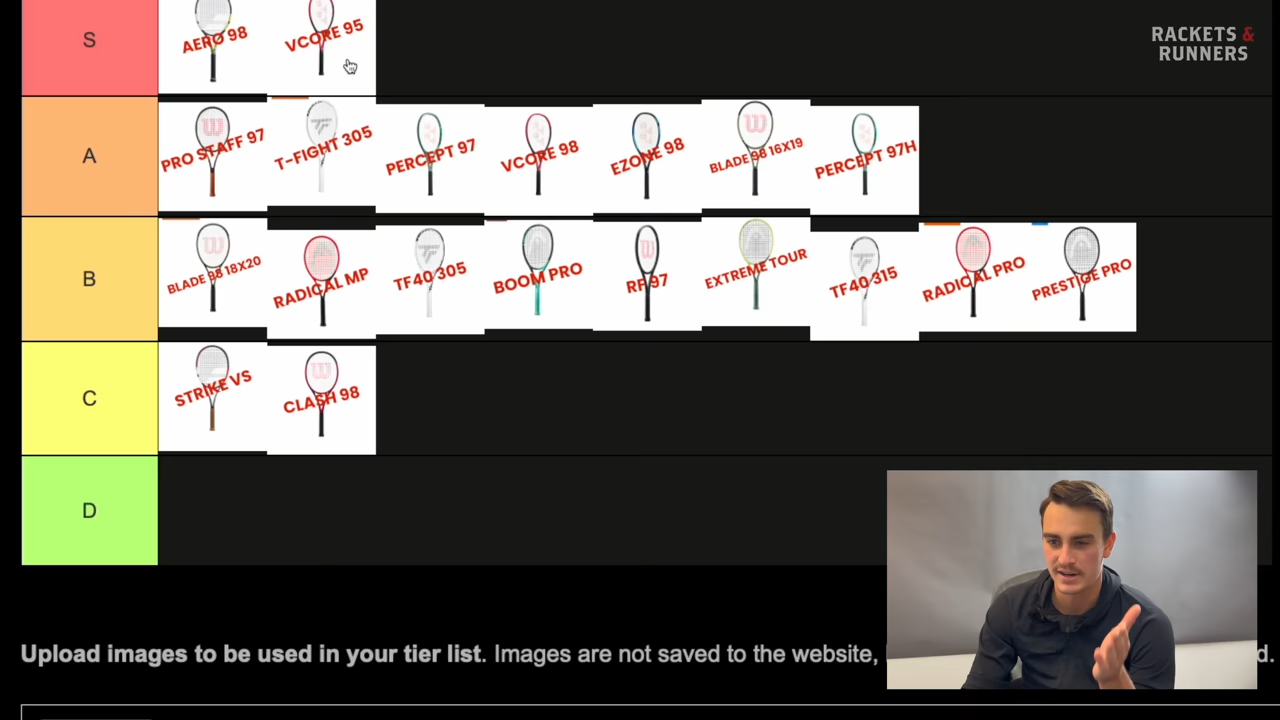 RACKETS &
RUNNERS
S
AERO 98
VCORE 95
A
PRO STAFF 97
T-FIGHT 305
PERCEPT 97
VCORE 98
EZONE 98
BLADE 98 16X19
PERCEPT 97H
B
BLADE 98 18X20
RADICAL MP
TF40 305
BOOM PRO
RF 97
EXTREME TOUR
TF40 315
RADICAL PRO
PRESTIGE PRO
C
STRIKE VS
CLASH 98
D
Upload images to be used in your tier list. Images are not saved to the website, d.